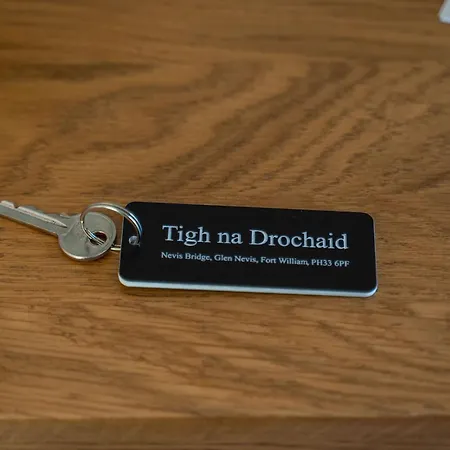 Tigh na Drochaid
Nevis Bridge, Glen Nevis, Fort William, PH33 6PF